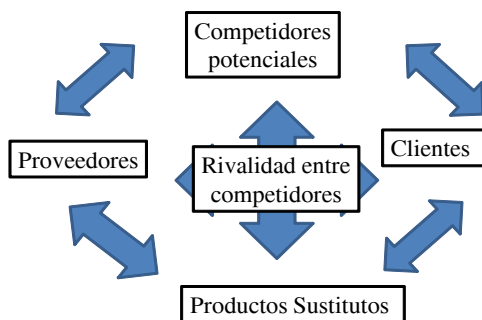 Competidores
potenciales
Proveedores
Rivalidad entre
competidores
Clientes
Productos Sustitutos